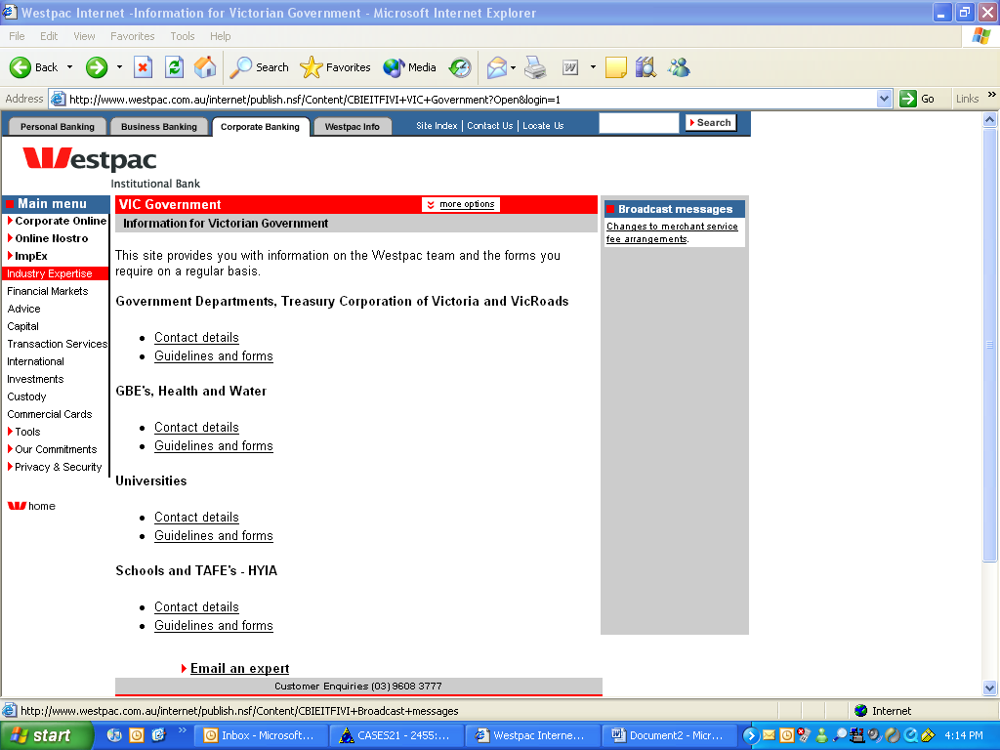 Westpac Internet -Information for Victorian Government - Microsoft Internet Explorer
File Edit View Favorites Tools Help
Back Search Favorites Media
Address http://www.westpac.com.au/internet/publish.nsf/Content/CBIEITFIVI+VIC+Government?Open&login=1 Go Links »
Personal Banking Business Banking Corporate Banking Westpac Info Site Index | Contact Us | Locate Us Search
Westpac
Institutional Bank
Main menu
Corporate Online
Online Nostro
ImpEx
Industry Expertise
Financial Markets
Advice
Capital
Transaction Services
International
Investments
Custody
Commercial Cards
Tools
Our Commitments
Privacy & Security
home
VIC Government more options
Information for Victorian Government
This site provides you with information on the Westpac team and the forms you
require on a regular basis.
Government Departments, Treasury Corporation of Victoria and VicRoads
• Contact details
• Guidelines and forms
GBE's, Health and Water
• Contact details
• Guidelines and forms
Universities
• Contact details
• Guidelines and forms
Schools and TAFE's - HYIA
• Contact details
• Guidelines and forms
Email an expert
Customer Enquiries (03) 9608 3777
Broadcast messages
Changes to merchant service
fee arrangements.
http://www.westpac.com.au/internet/publish.nsf/Content/CBIEITFIVI+Broadcast+messages Internet
start » Inbox - Microsoft... CASES21 - 2455:... Westpac Interne... Document2 - Micr... 4:14 PM